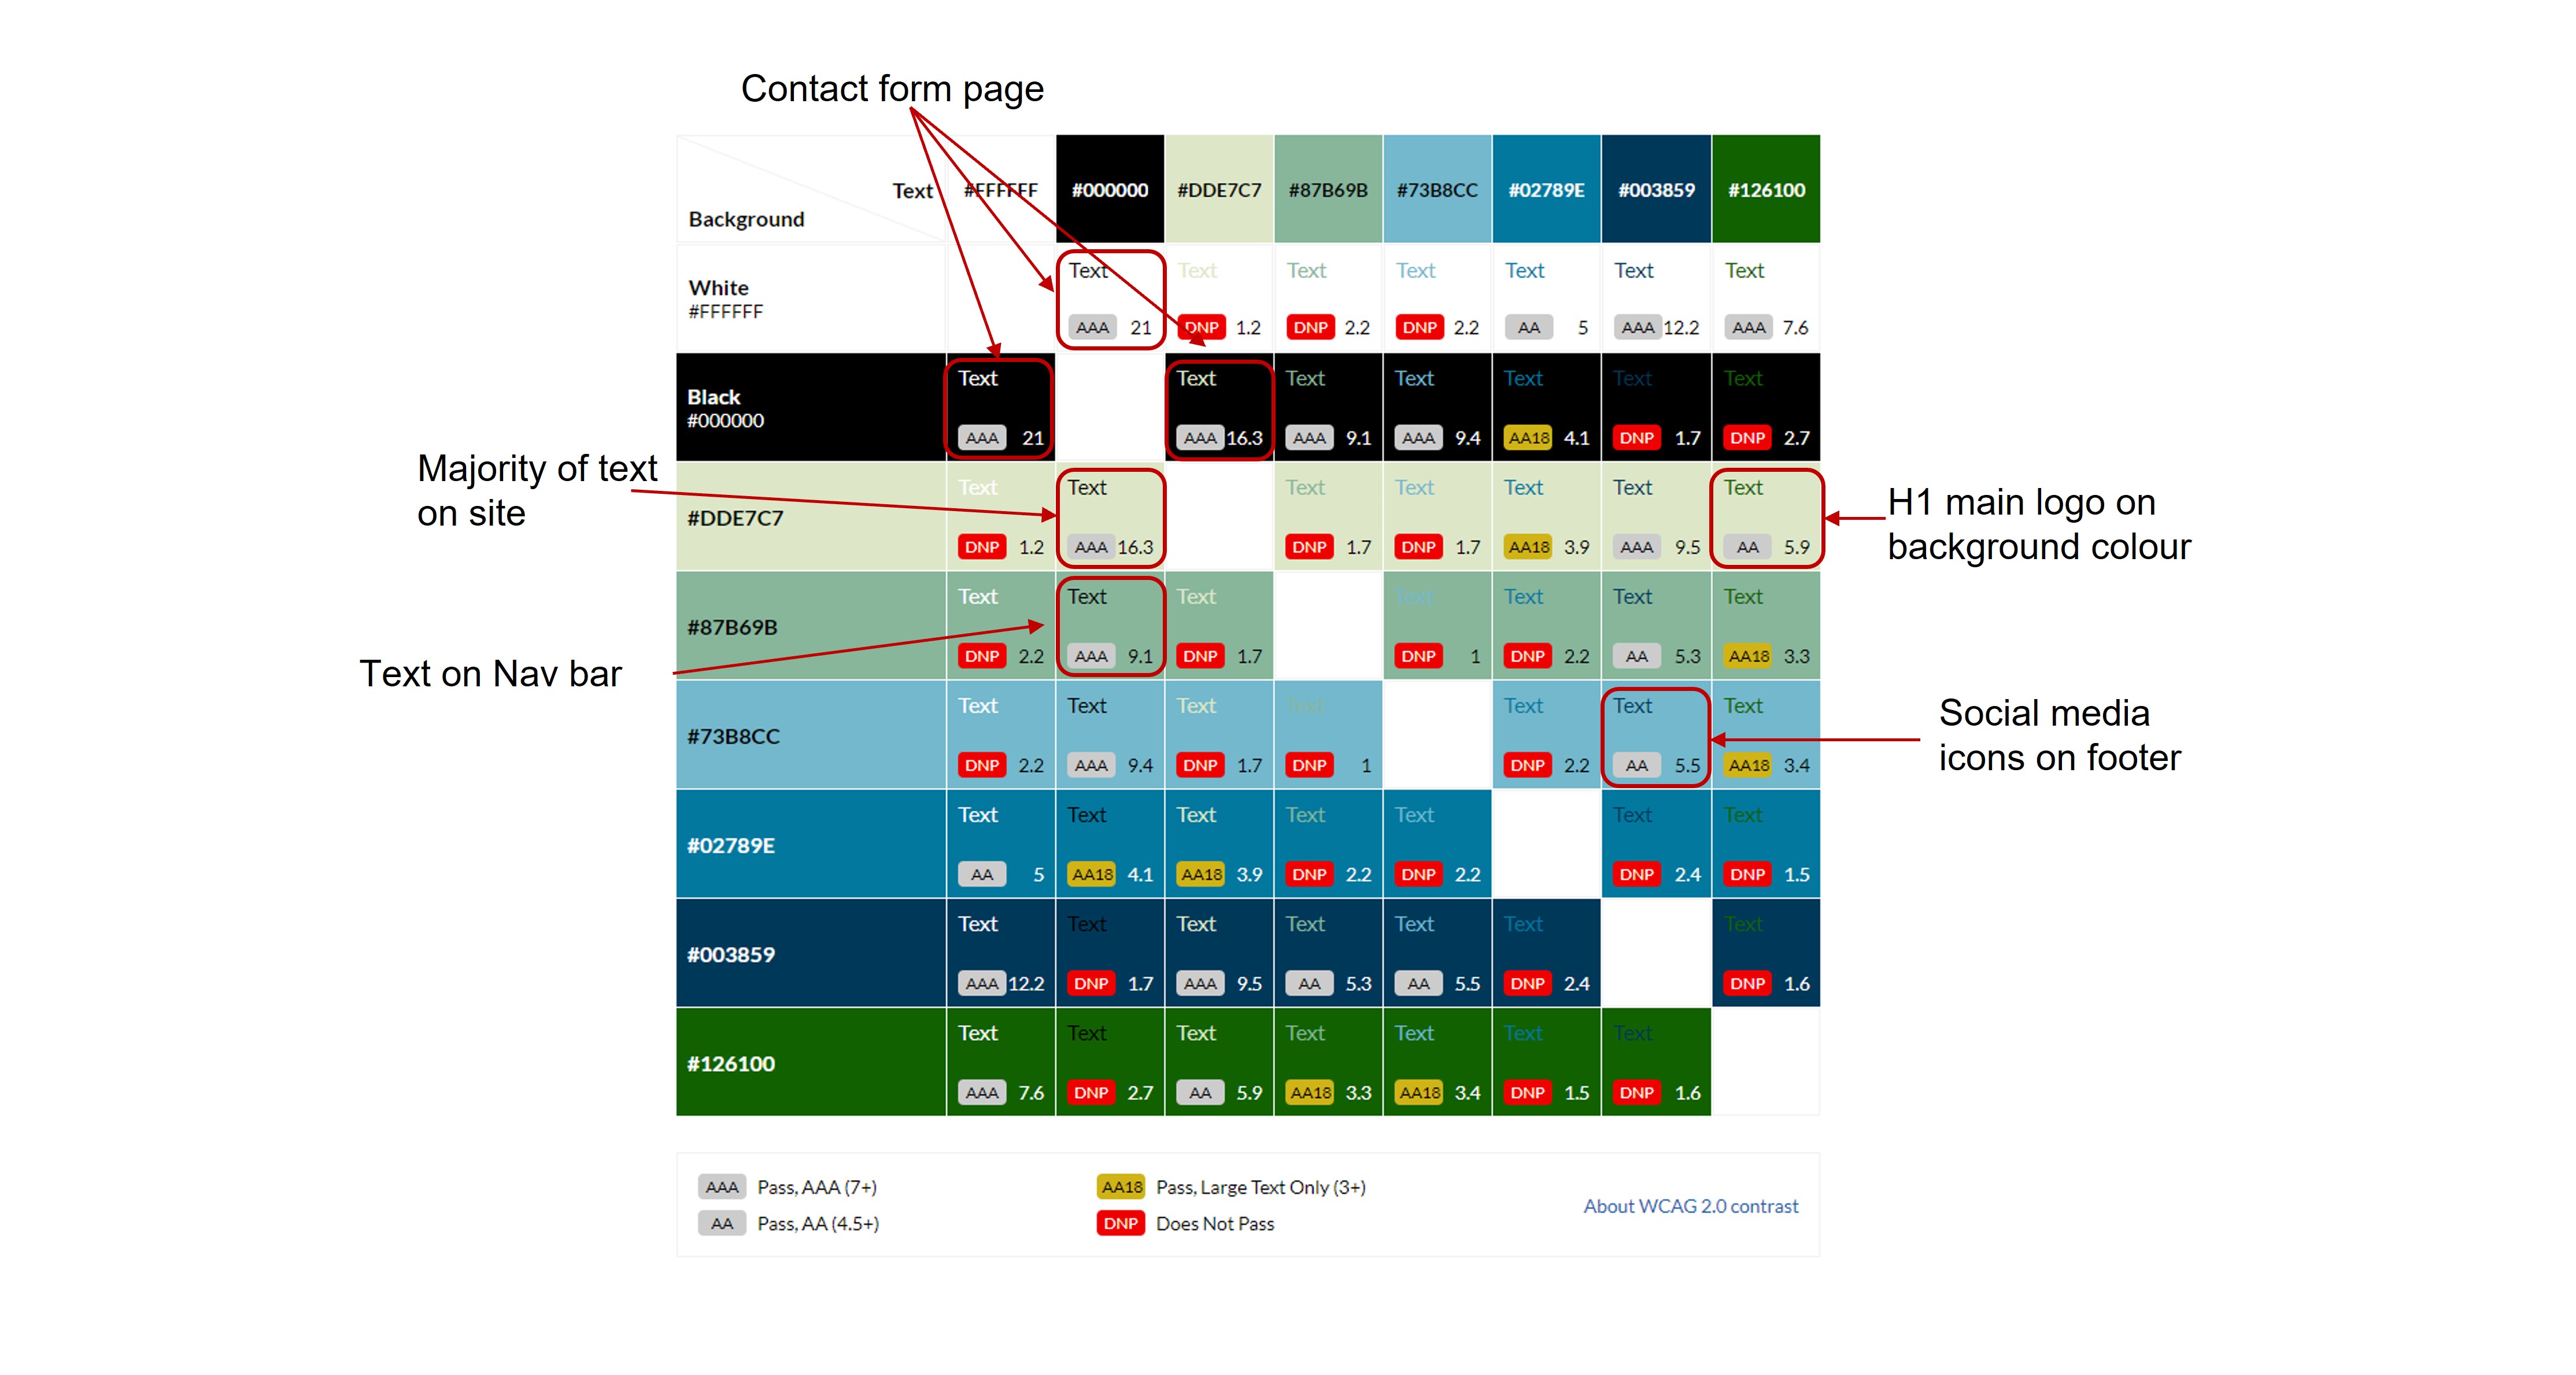 Contact form page
Text #FFFFFF #000000 #DDE7C7 #87B69B #73B8CC #02789E #003859 #126100
Background
Text Text Text Text Text Text Text
White
#FFFFFF
AAA 21 DNP 1.2 DNP 2.2 DNP 2.2 AA 5 AAA 12.2 AAA 7.6
Text Text Text Text Text Text Text
Black
#000000
AAA 21 AAA 16.3 AAA 9.1 AAA 9.4 AA18 4.1 DNP 1.7 DNP 2.7
Majority of text
on site
Text Text Text Text Text Text Text
#DDE7C7
DNP 1.2 AAA 16.3 DNP 1.7 DNP 1.7 AA18 3.9 AAA 9.5 AA 5.9
H1 main logo on
background colour
Text Text Text Text Text Text Text
#87B69B
DNP 2.2 AAA 9.1 DNP 1.7 DNP 1 DNP 2.2 AA 5.3 AA18 3.3
Text on Nav bar
Text Text Text Text Text Text Text
#73B8CC
DNP 2.2 AAA 9.4 DNP 1.7 DNP 1 DNP 2.2 AA 5.5 AA18 3.4
Social media
icons on footer
Text Text Text Text Text Text Text
#02789E
AA 5 AA18 4.1 AA18 3.9 DNP 2.2 DNP 2.2 DNP 2.4 DNP 1.5
Text Text Text Text Text Text Text
#003859
AAA 12.2 DNP 1.7 AAA 9.5 AA 5.3 AA 5.5 DNP 2.4 DNP 1.6
Text Text Text Text Text Text Text
#126100
AAA 7.6 DNP 2.7 AA 5.9 AA18 3.3 AA18 3.4 DNP 1.5 DNP 1.6
AAA Pass, AAA (7+)
AA Pass, AA (4.5+)
AA18 Pass, Large Text Only (3+)
DNP Does Not Pass
About WCAG 2.0 contrast